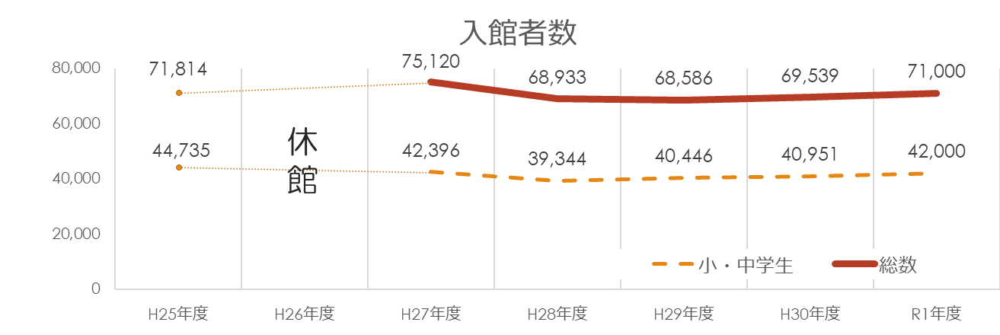 入館者数
80,000
60,000
40,000
20,000
0
71,814
75,120
68,933
68,586
69,539
71,000
44,735
42,396
39,344
40,446
40,951
42,000
休
館
小・中学生
総数
H25年度
H26年度
H27年度
H28年度
H29年度
H30年度
R1年度